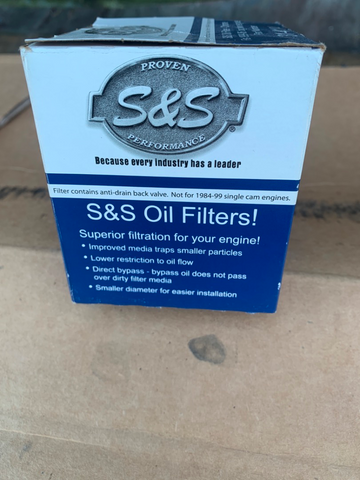 PROVEN
S&S
®
PERFORMANCE
Because every industry has a leader
Filter contains anti-drain back valve. Not for 1984-99 single cam engines.
S&S Oil Filters!
Superior filtration for your engine!
• Improved media traps smaller particles
• Lower restriction to oil flow
• Direct bypass - bypass oil does not pass
over dirty filter media
• Smaller diameter for easier installation